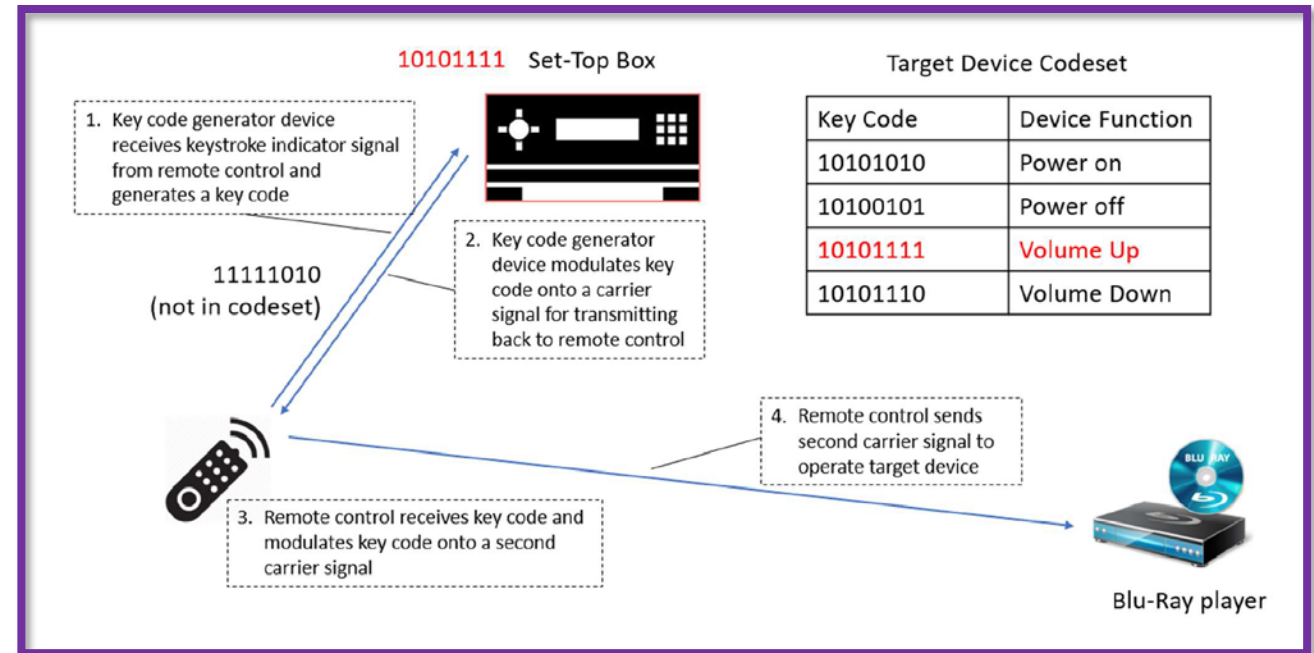 10101111 Set-Top Box
1. Key code generator device
receives keystroke indicator signal
from remote control and
generates a key code
2. Key code generator
device modulates key
code onto a carrier
signal for transmitting
back to remote control
11111010
(not in codeset)
3. Remote control receives key code and
modulates key code onto a second
carrier signal
4. Remote control sends
second carrier signal to
operate target device
Target Device Codeset
Key Code Device Function
10101010 Power on
10100101 Power off
10101111 Volume Up
10101110 Volume Down
BLU RAY
Blu-Ray player